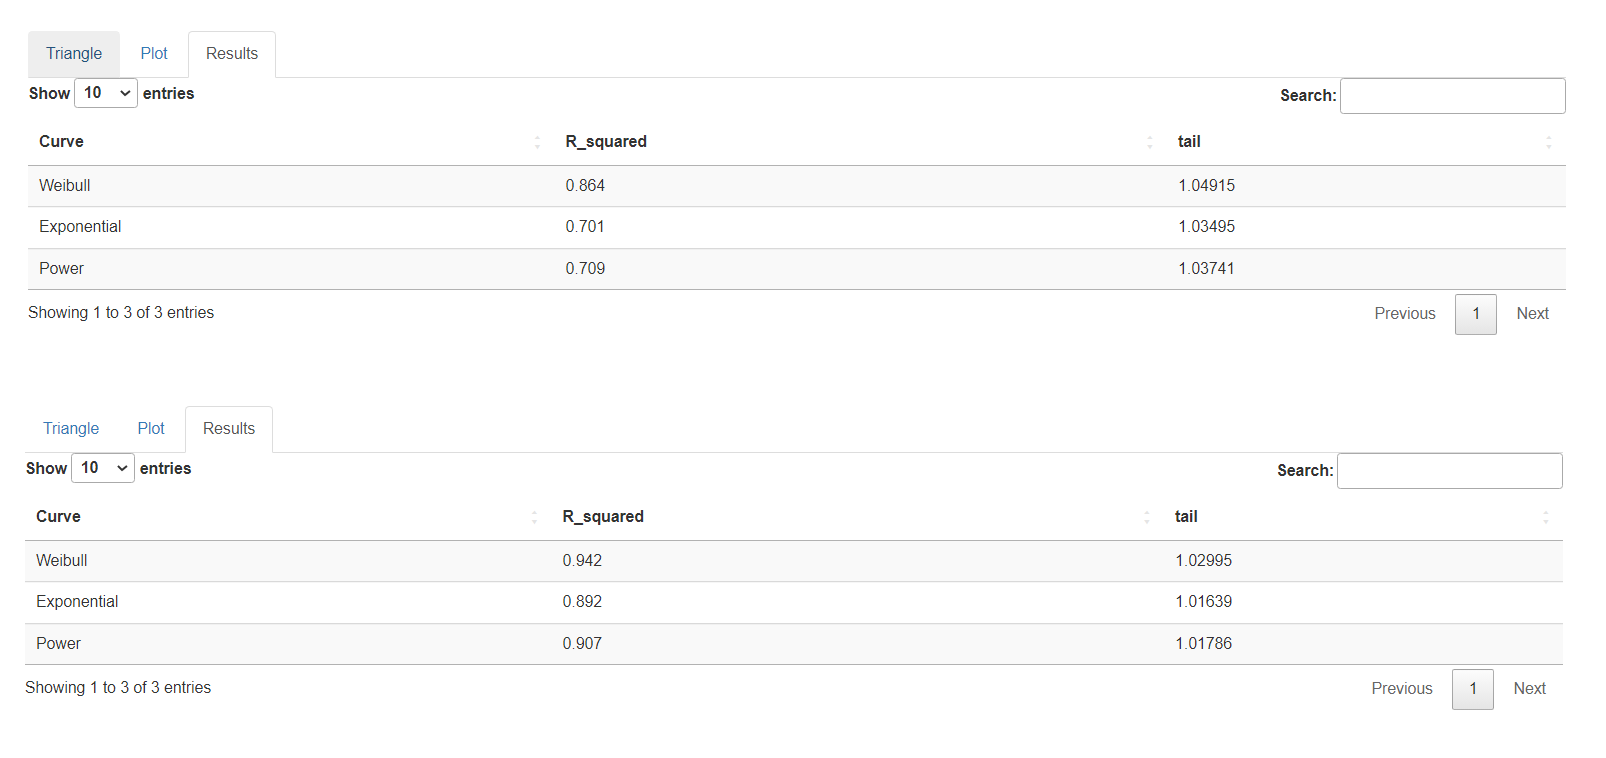 Triangle Plot Results
Show 10 entries Search:
Curve R_squared tail
Weibull 0.864 1.04915
Exponential 0.701 1.03495
Power 0.709 1.03741
Showing 1 to 3 of 3 entries Previous 1 Next
Triangle Plot Results
Show 10 entries Search:
Curve R_squared tail
Weibull 0.942 1.02995
Exponential 0.892 1.01639
Power 0.907 1.01786
Showing 1 to 3 of 3 entries Previous 1 Next